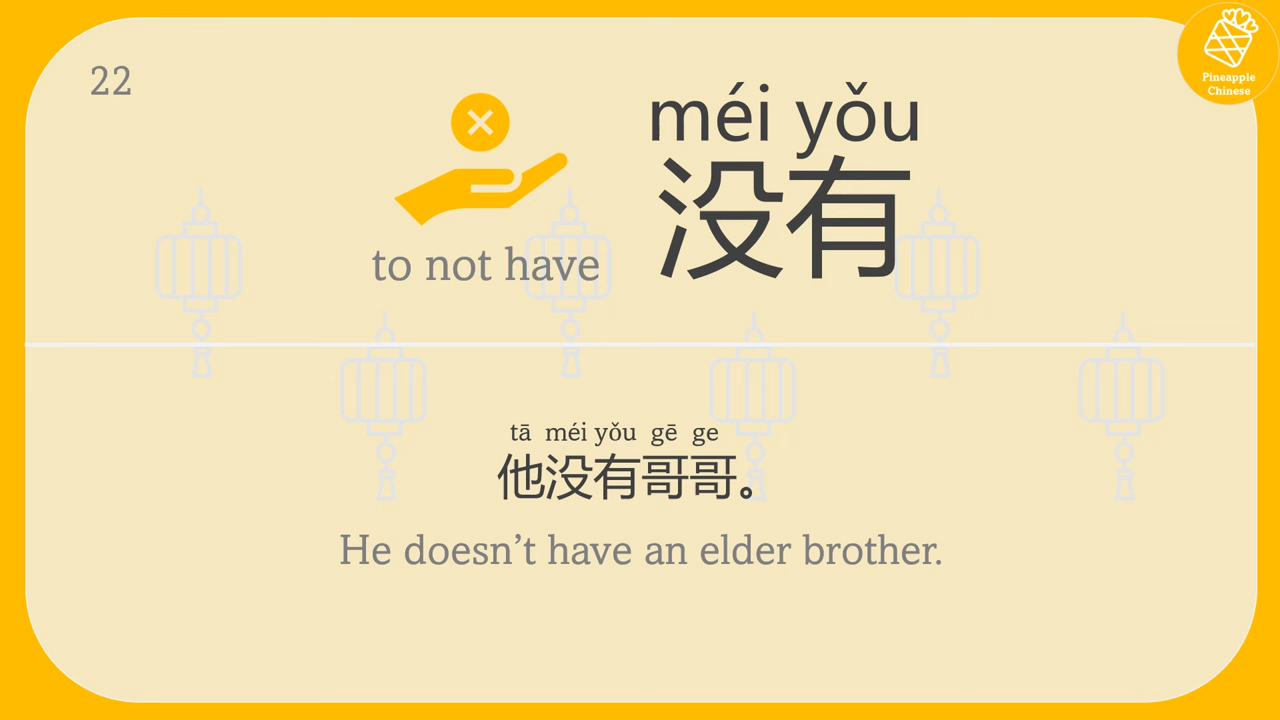 22
Pineapple
Chinese
méi yǒu
没有
to not have
tā méi yǒu gē ge
他没有哥哥。
He doesn’t have an elder brother.